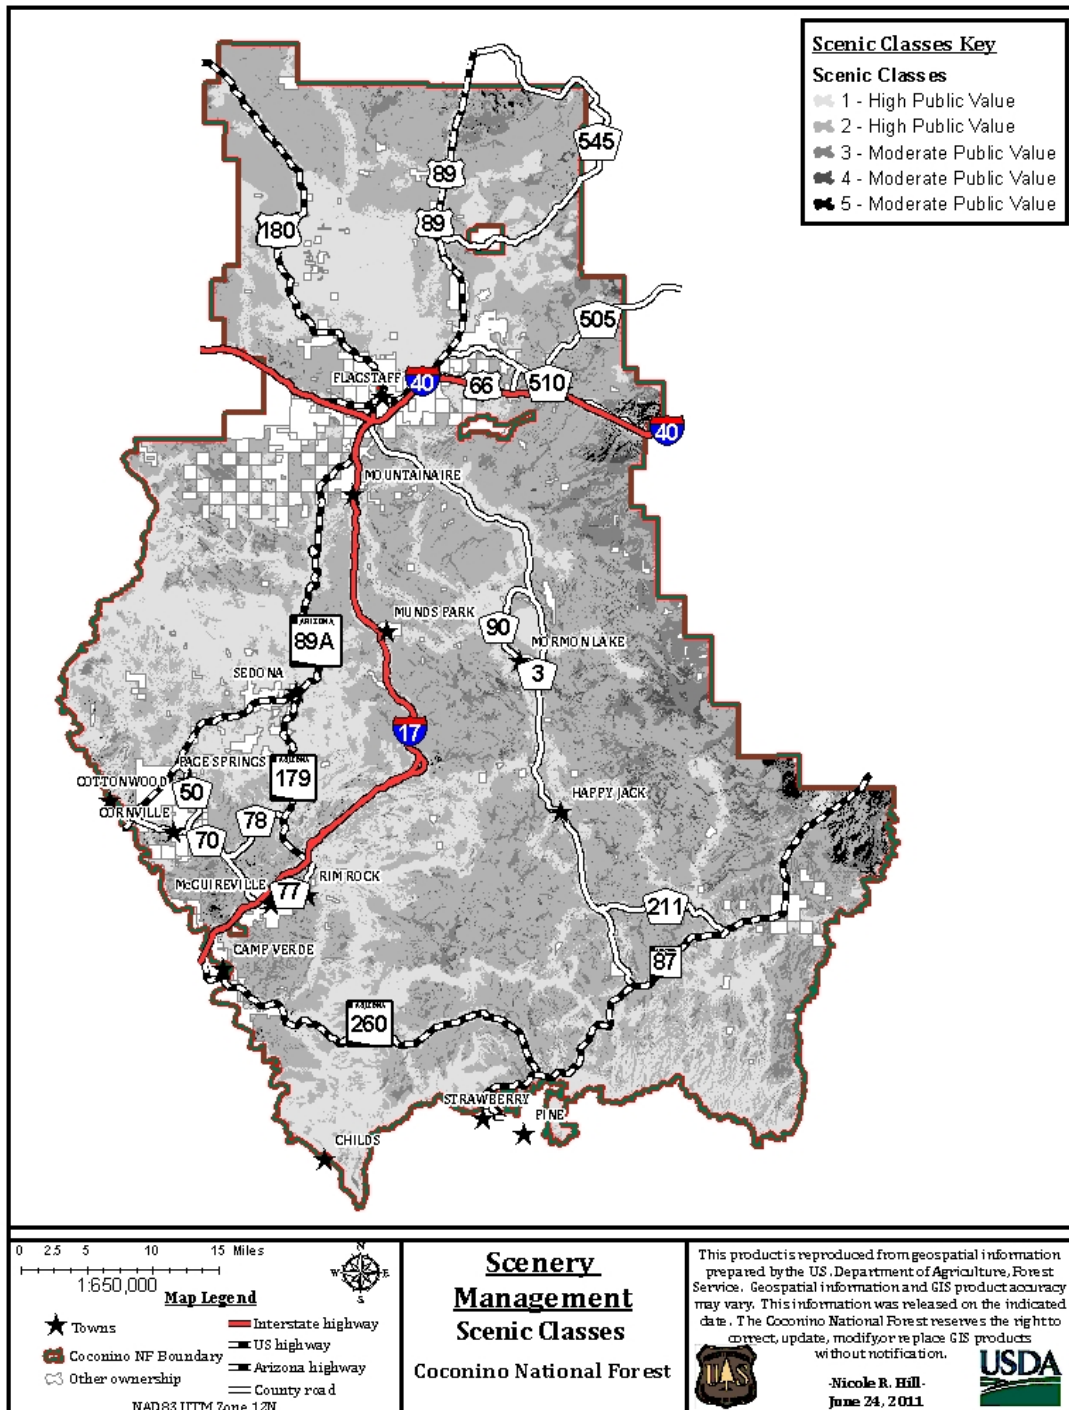 Scenic Classes Key
Scenic Classes
1 - High Public Value
2 - High Public Value
3 - Moderate Public Value
4 - Moderate Public Value
5 - Moderate Public Value
545
89
89
180
505
FLAGSTAFF
40
66
510
40
MOUNTAINAIRE
MUNDS PARK
90
MORMON LAKE
3
ARIZONA
89A
SEDONA
17
PAGE SPRINGS
ARIZONA
179
COTTONWOOD
50
CORNVILLE
78
70
HAPPY JACK
McGUIREVILLE
77
RIMROCK
211
CAMP VERDE
87
ARIZONA
260
STRAWBERRY
PINE
CHILDS
0 2.5 5 10 15 Miles
1:650,000
N
W E
S
Map Legend
Towns
Coconino NF Boundary
Other ownership
Interstate highway
US highway
Arizona highway
County road
NAD83 UTM Zone 12N
Scenery
Management
Scenic Classes
Coconino National Forest
This product is reproduced from geospatial information
prepared by the US.Department of Agriculture, Forest
Service. Geospatial information and GIS product accuracy
may vary. This information was released on the indicated
date. The Coconino National Forest reserves the right to
correct, update, modify,or replace GIS products
without notification.
-Nicole R. Hill-
June 24, 2011
U S
USDA